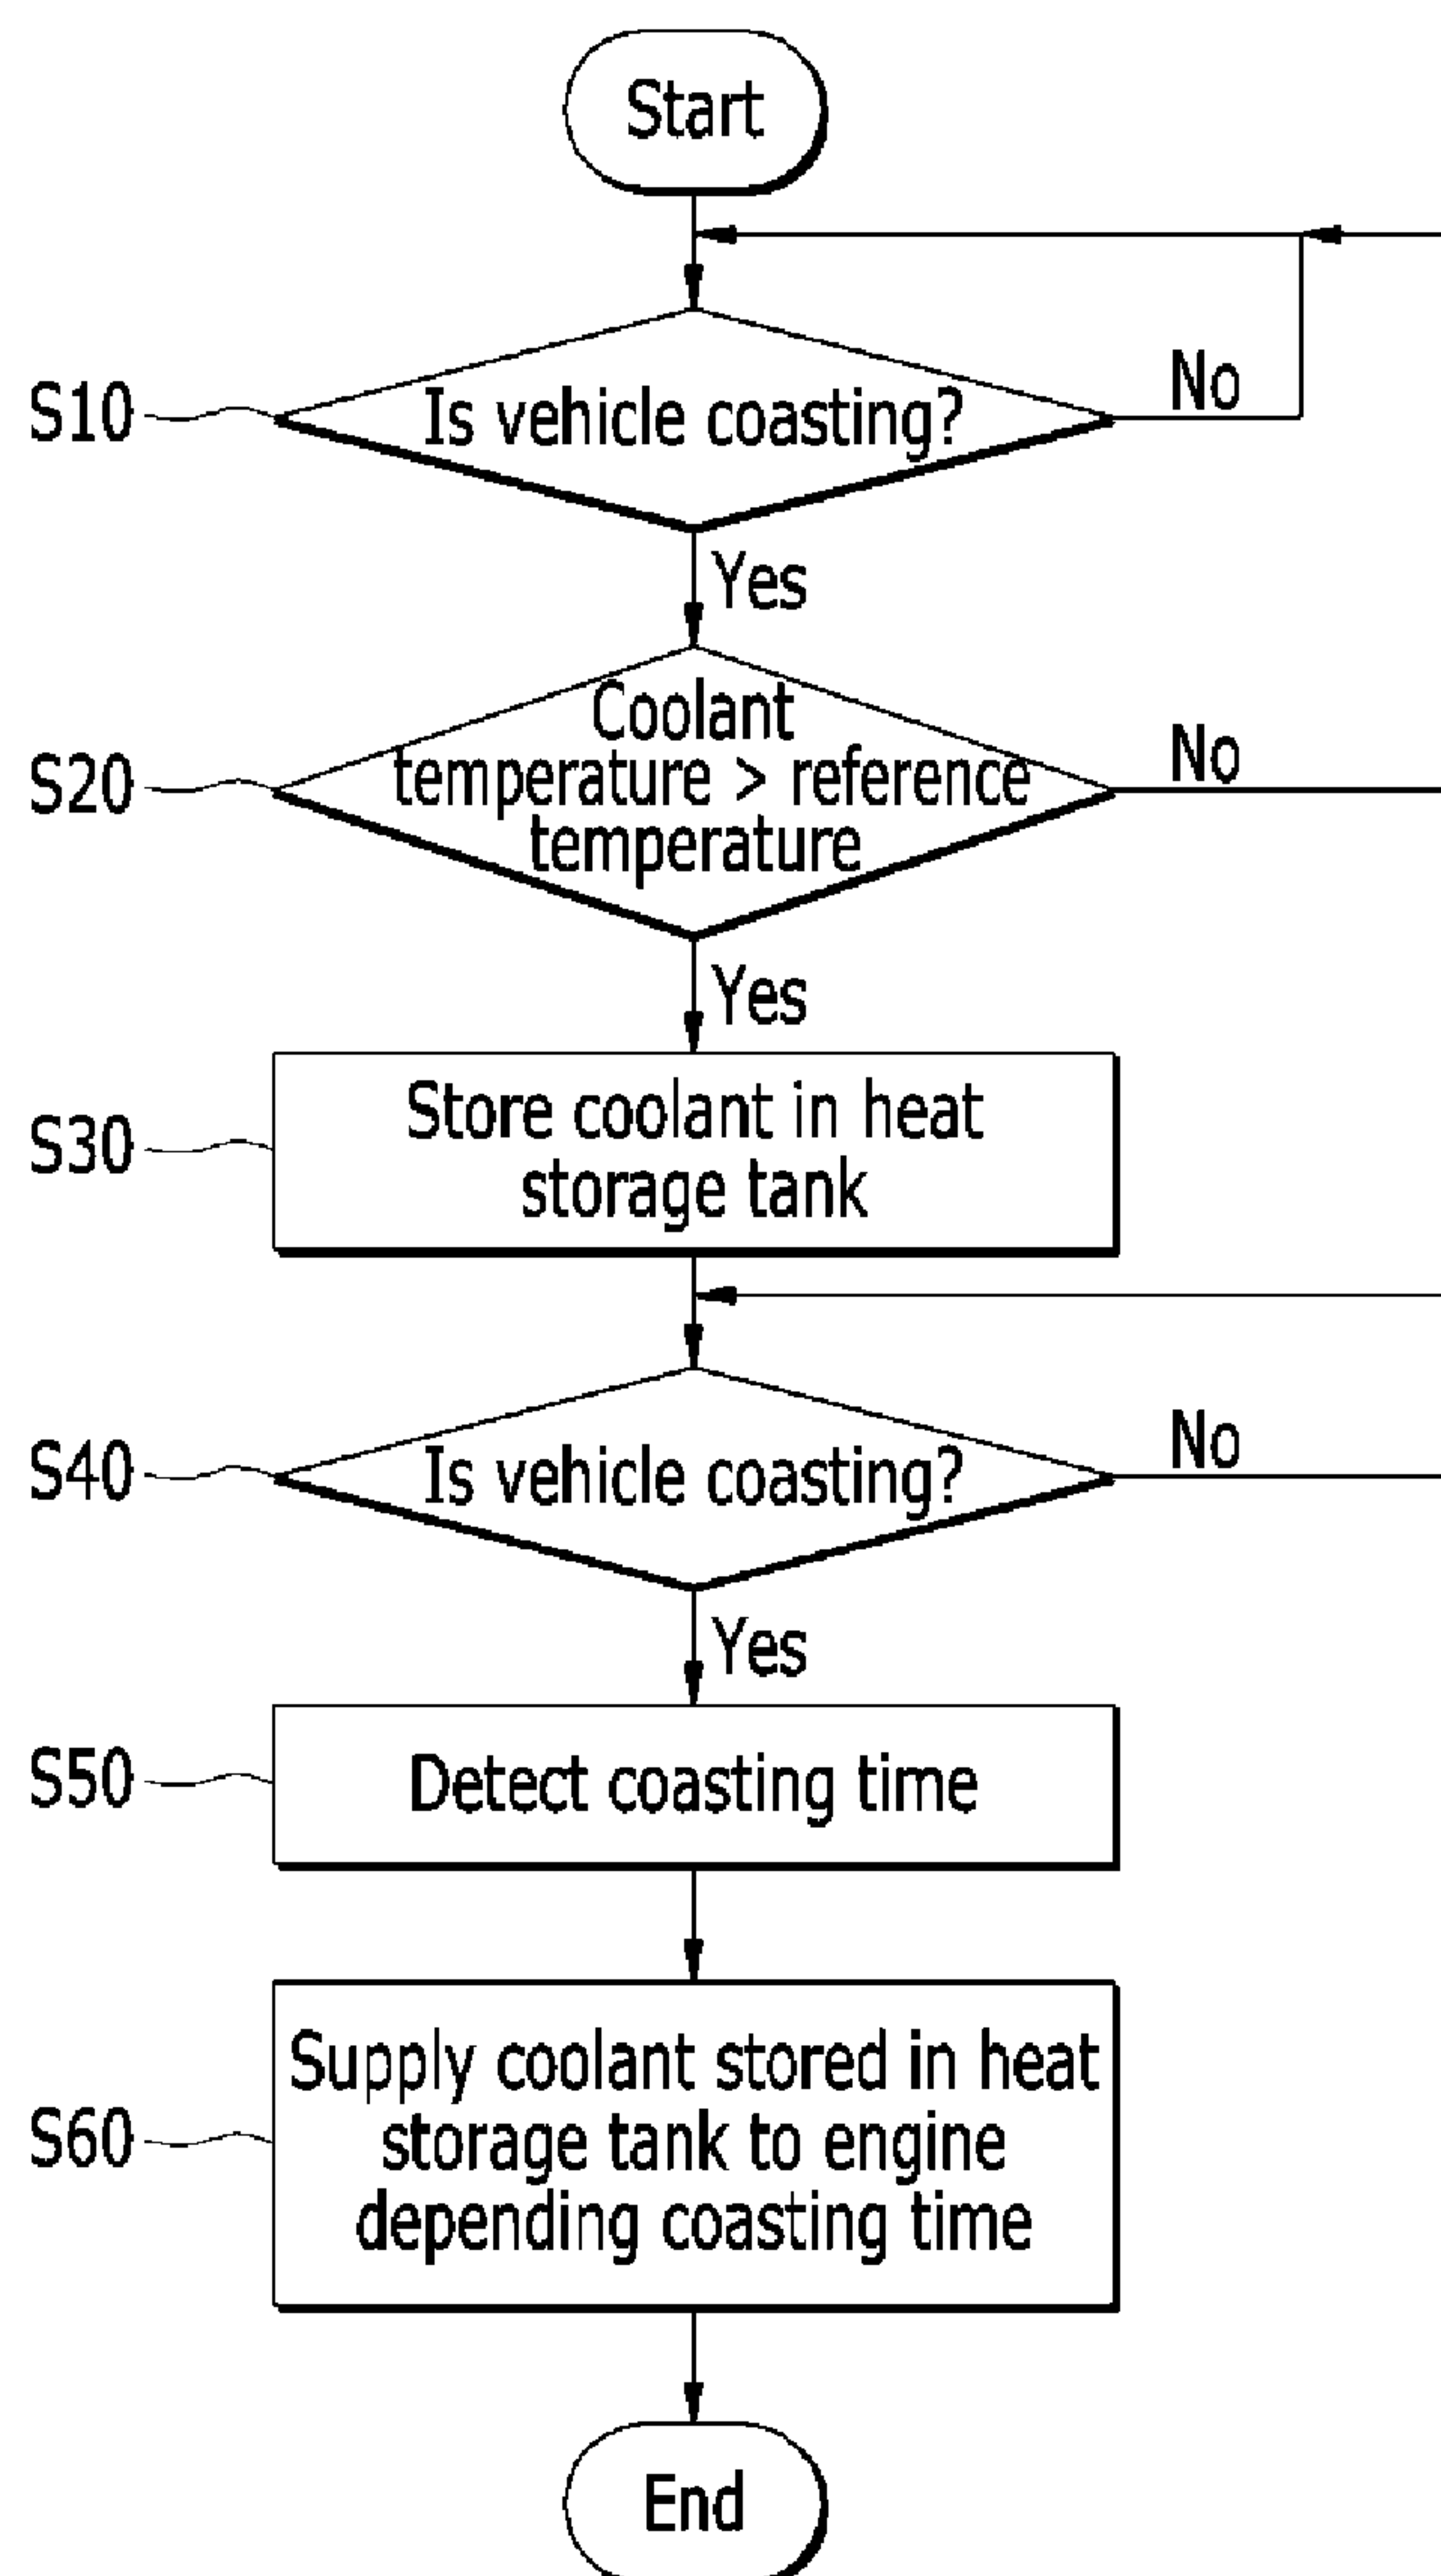 Start
S10
Is vehicle coasting?
No
Yes
S20
Coolant
temperature > reference
temperature
No
Yes
S30
Store coolant in heat
storage tank
S40
Is vehicle coasting?
No
Yes
S50
Detect coasting time
S60
Supply coolant stored in heat
storage tank to engine
depending coasting time
End